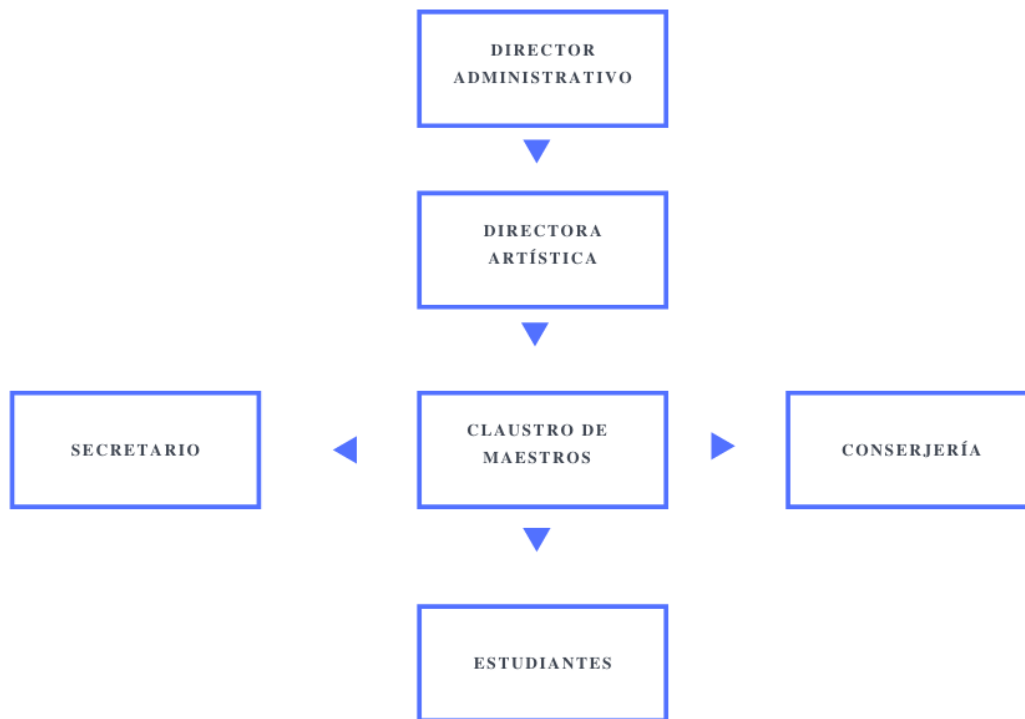 DIRECTOR
ADMINISTRATIVO
DIRECTORA
ARTÍSTICA
SECRETARIO
CLAUSTRO DE
MAESTROS
CONSERJERÍA
ESTUDIANTES